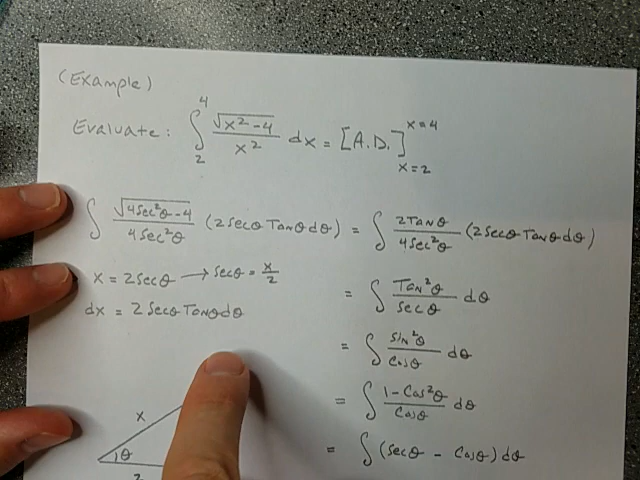 (Example)
Evaluate: ∫₂⁴ √(x²-4) / x² dx = [A.D.] x=4 x=2
∫ √(4sec²θ-4) / 4sec²θ (2secθ Tanθ dθ) = ∫ 2Tanθ / 4sec²θ (2secθ Tanθ dθ)
x = 2secθ → secθ = x/2
= ∫ Tan²θ / secθ dθ
dx = 2 secθ Tanθ dθ
= ∫ sin²θ / Cosθ dθ
= ∫ 1-Cos²θ / Cosθ dθ
x
θ
= ∫ (secθ - Cosθ) dθ